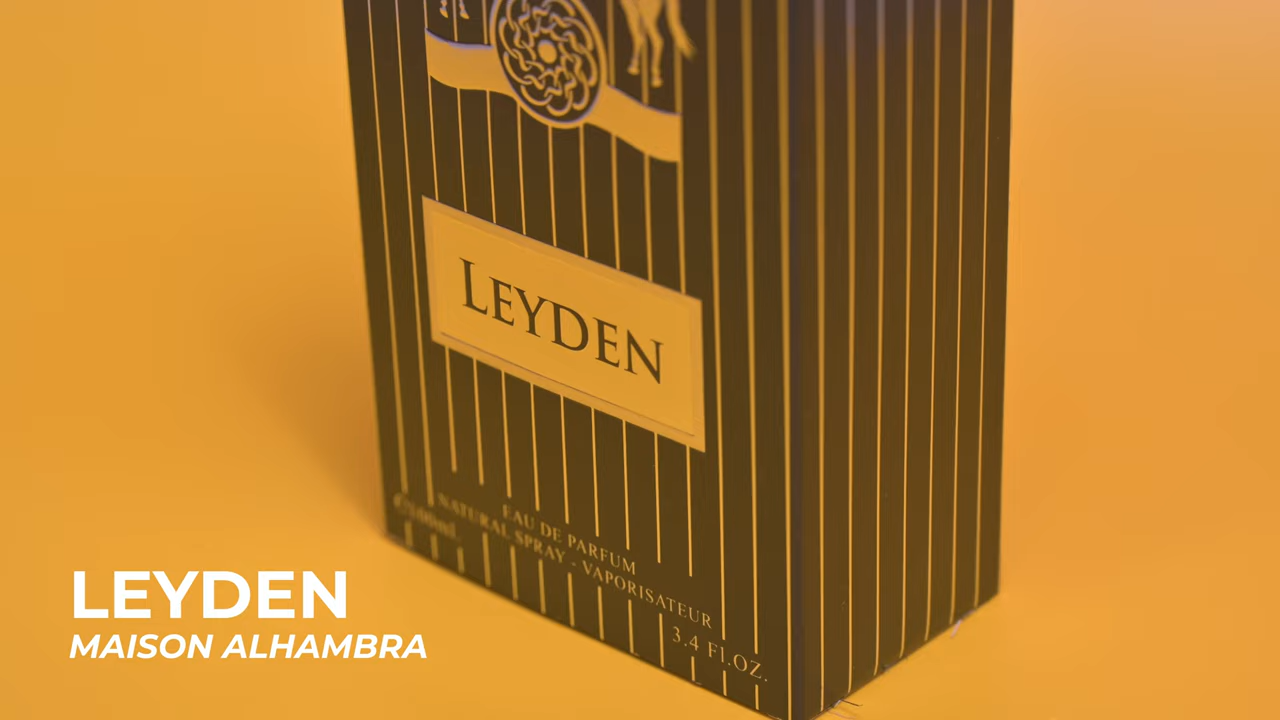 LEYDEN
EAU DE PARFUM
NATURAL SPRAY - VAPORISATEUR
3.4 Fl.OZ.
LEYDEN
MAISON ALHAMBRA